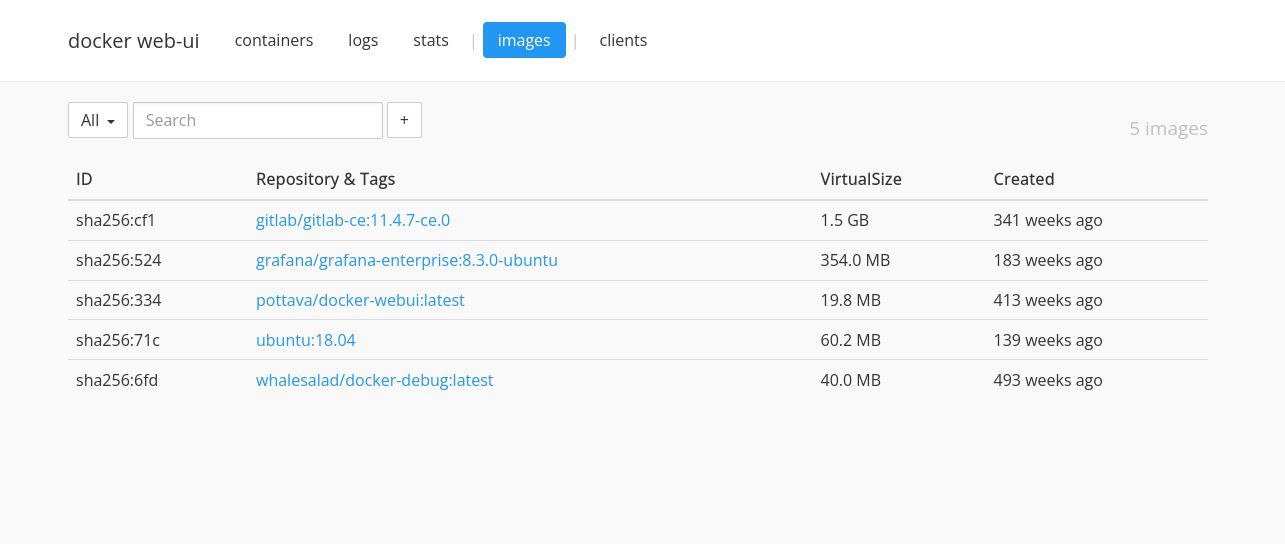 docker web-ui containers logs stats | images | clients
All Search +
5 images
ID Repository & Tags VirtualSize Created
sha256:cf1 gitlab/gitlab-ce:11.4.7-ce.0 1.5 GB 341 weeks ago
sha256:524 grafana/grafana-enterprise:8.3.0-ubuntu 354.0 MB 183 weeks ago
sha256:334 pottava/docker-webui:latest 19.8 MB 413 weeks ago
sha256:71c ubuntu:18.04 60.2 MB 139 weeks ago
sha256:6fd whalesalad/docker-debug:latest 40.0 MB 493 weeks ago